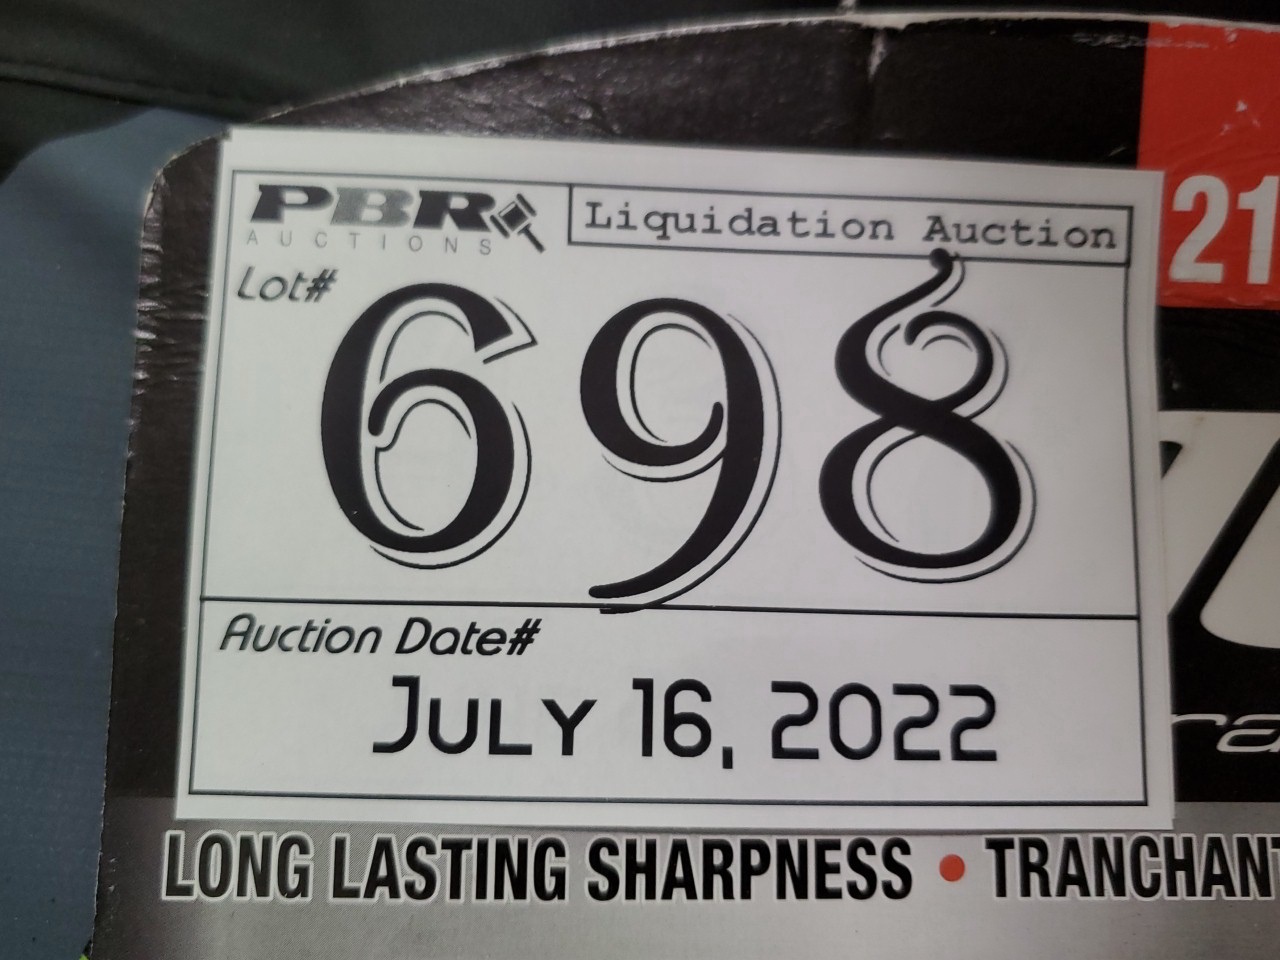 PBR
AUCTIONS
Liquidation Auction
Lot#
698
Auction Date#
July 16, 2022
21
LONG LASTING SHARPNESS • TRANCHANT